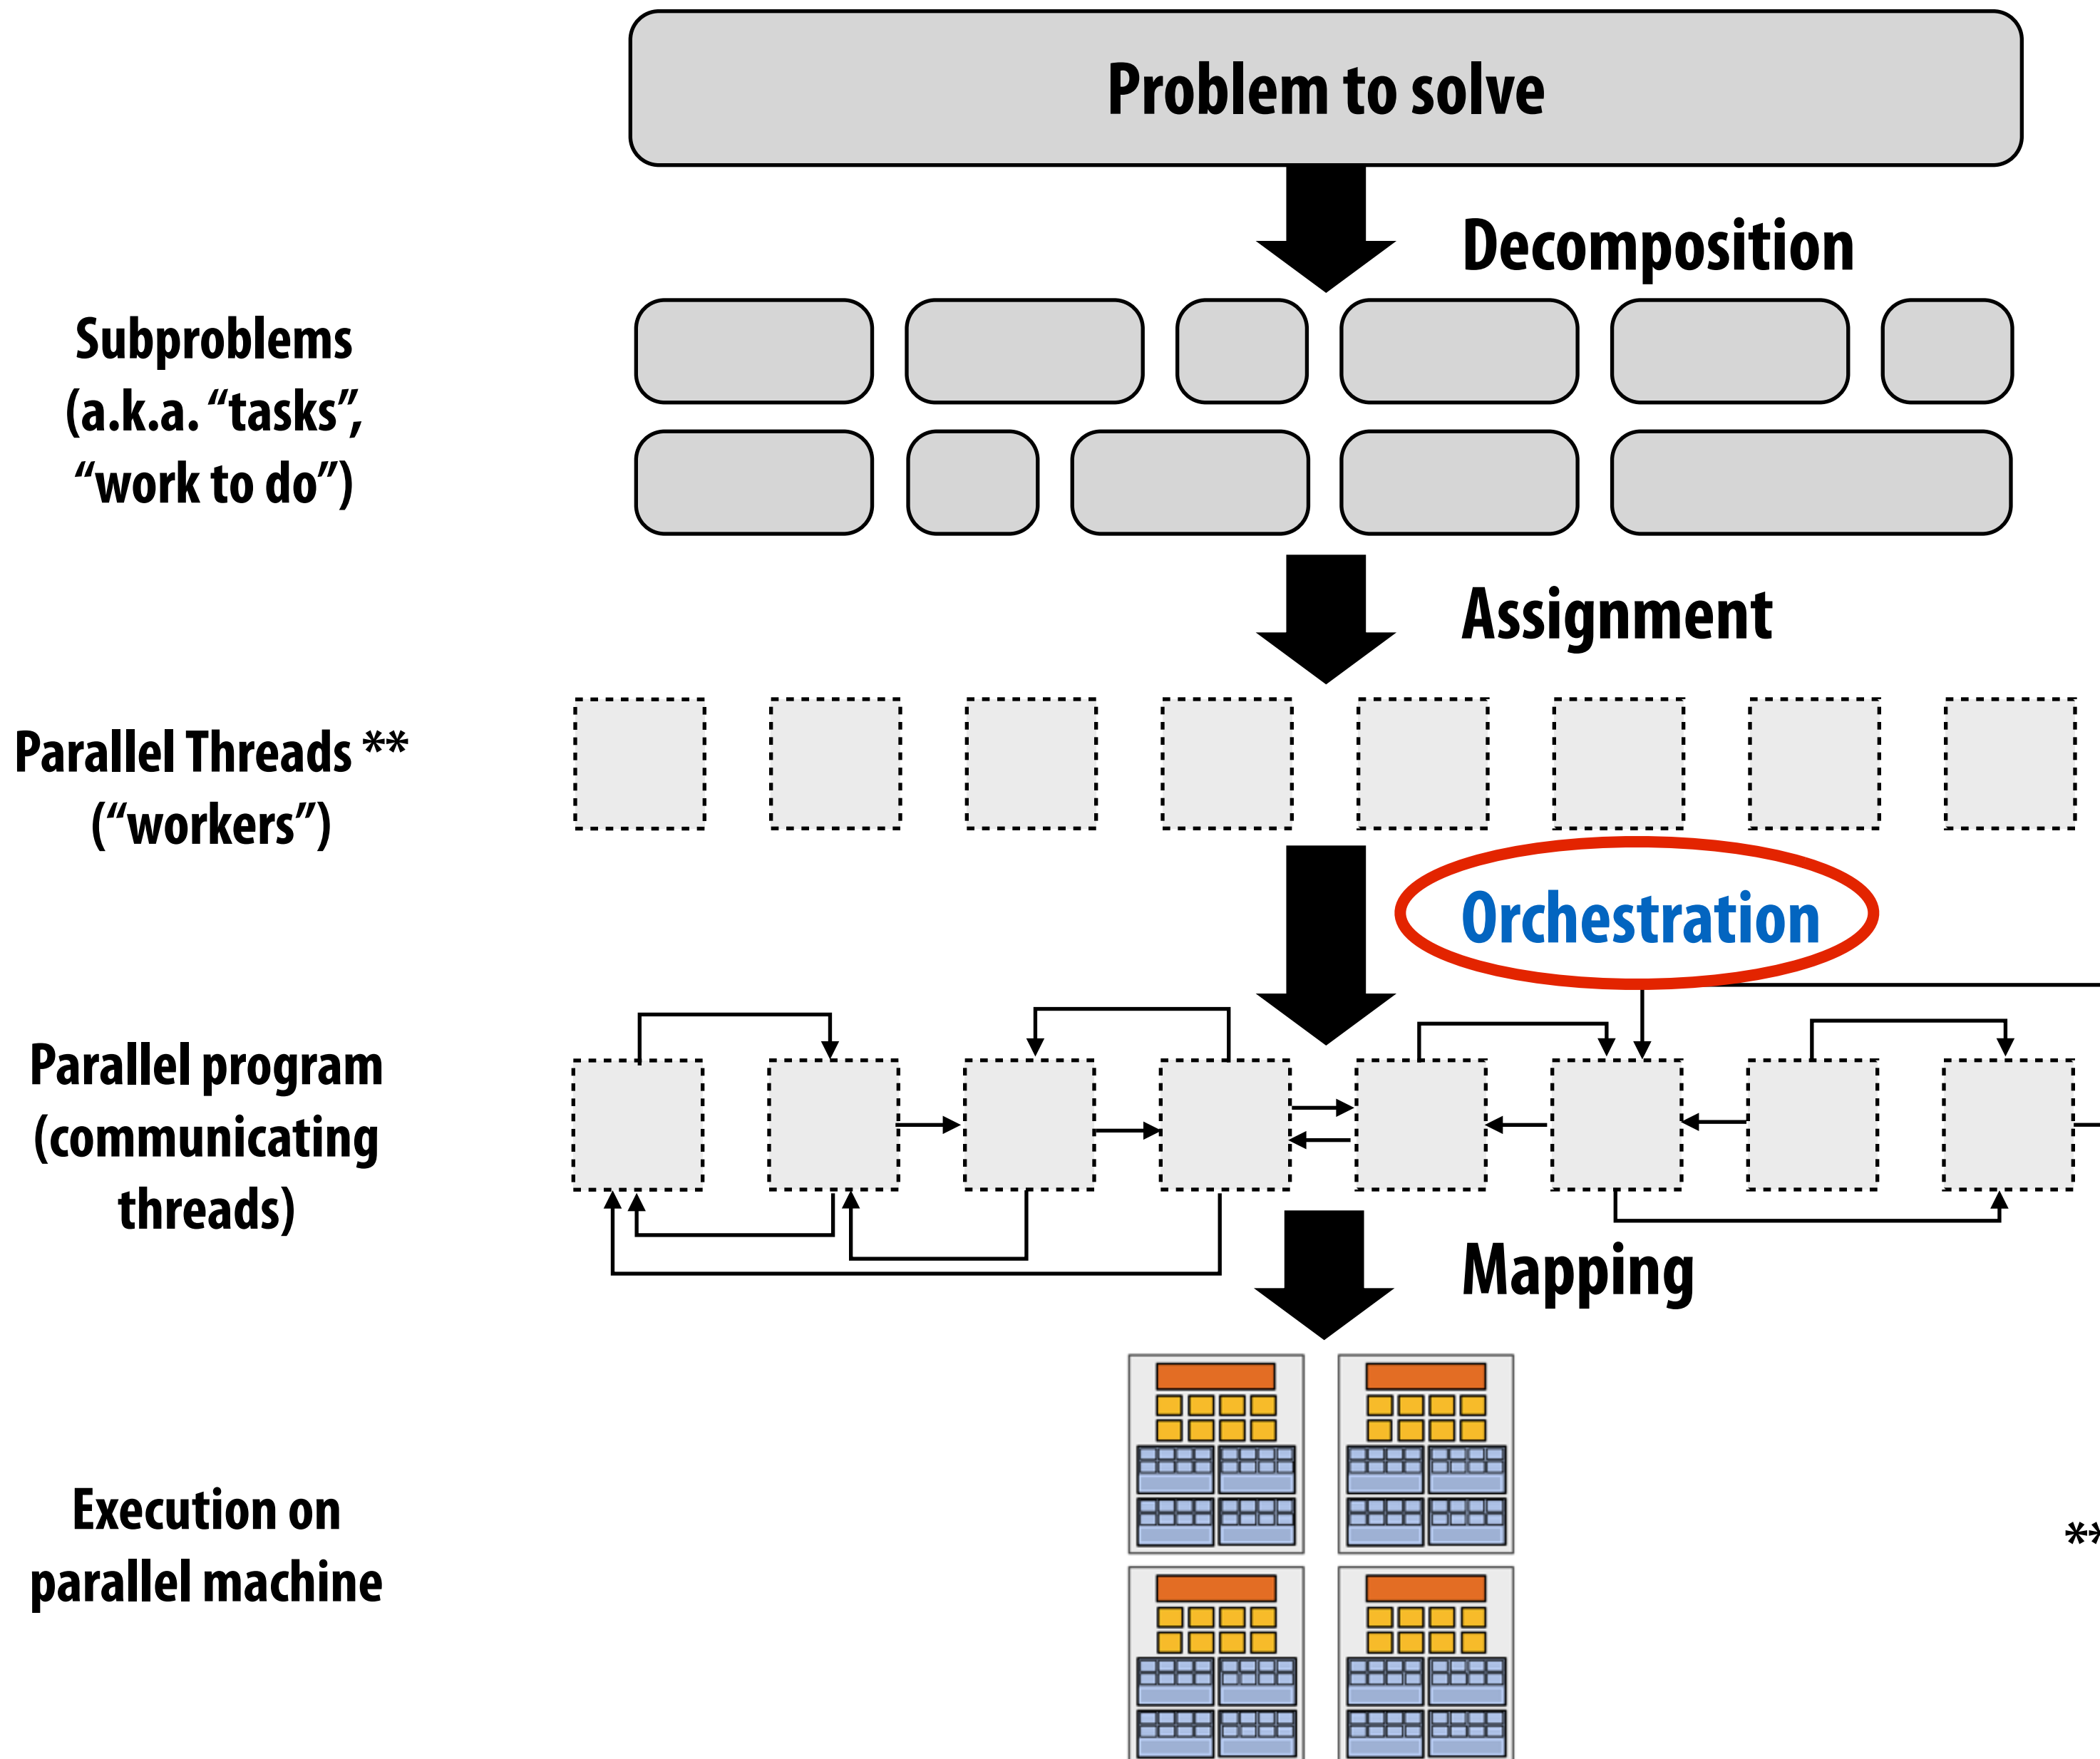 Problem to solve
Decomposition
Subproblems
(a.k.a. “tasks”,
“work to do”)
Assignment
Parallel Threads **
(“workers”)
Orchestration
Parallel program
(communicating
threads)
Mapping
Execution on
parallel machine
**